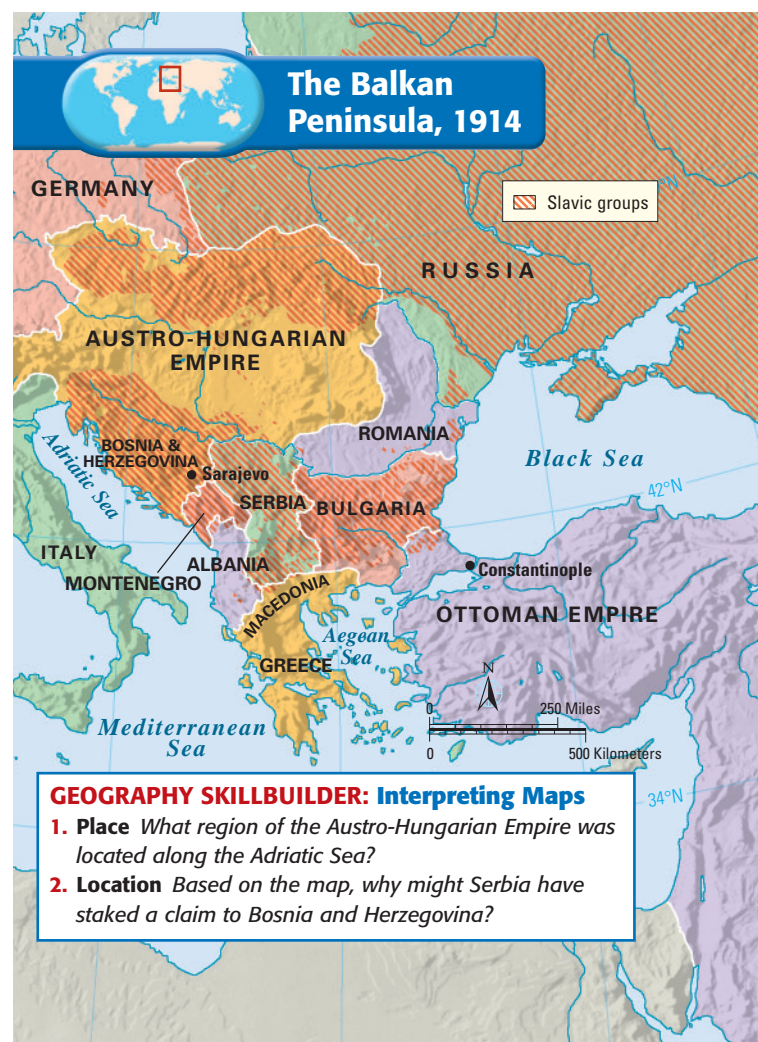 The Balkan
Peninsula, 1914
GERMANY
°N
Slavic groups
RUSSIA
AUSTRO-HUNGARIAN
EMPIRE
ROMANIA
BOSNIA &
HERZEGOVINA
Sarajevo
Adriatic Sea
Black Sea
SERBIA
BULGARIA
42°N
ITALY
ALBANIA
MONTENEGRO
Constantinople
MACEDONIA
OTTOMAN EMPIRE
Aegean
Sea
GREECE
N
0
250 Miles
0
500 Kilometers
Mediterranean
Sea
34°N
GEOGRAPHY SKILLBUILDER: Interpreting Maps
1. Place What region of the Austro-Hungarian Empire was
located along the Adriatic Sea?
2. Location Based on the map, why might Serbia have
staked a claim to Bosnia and Herzegovina?